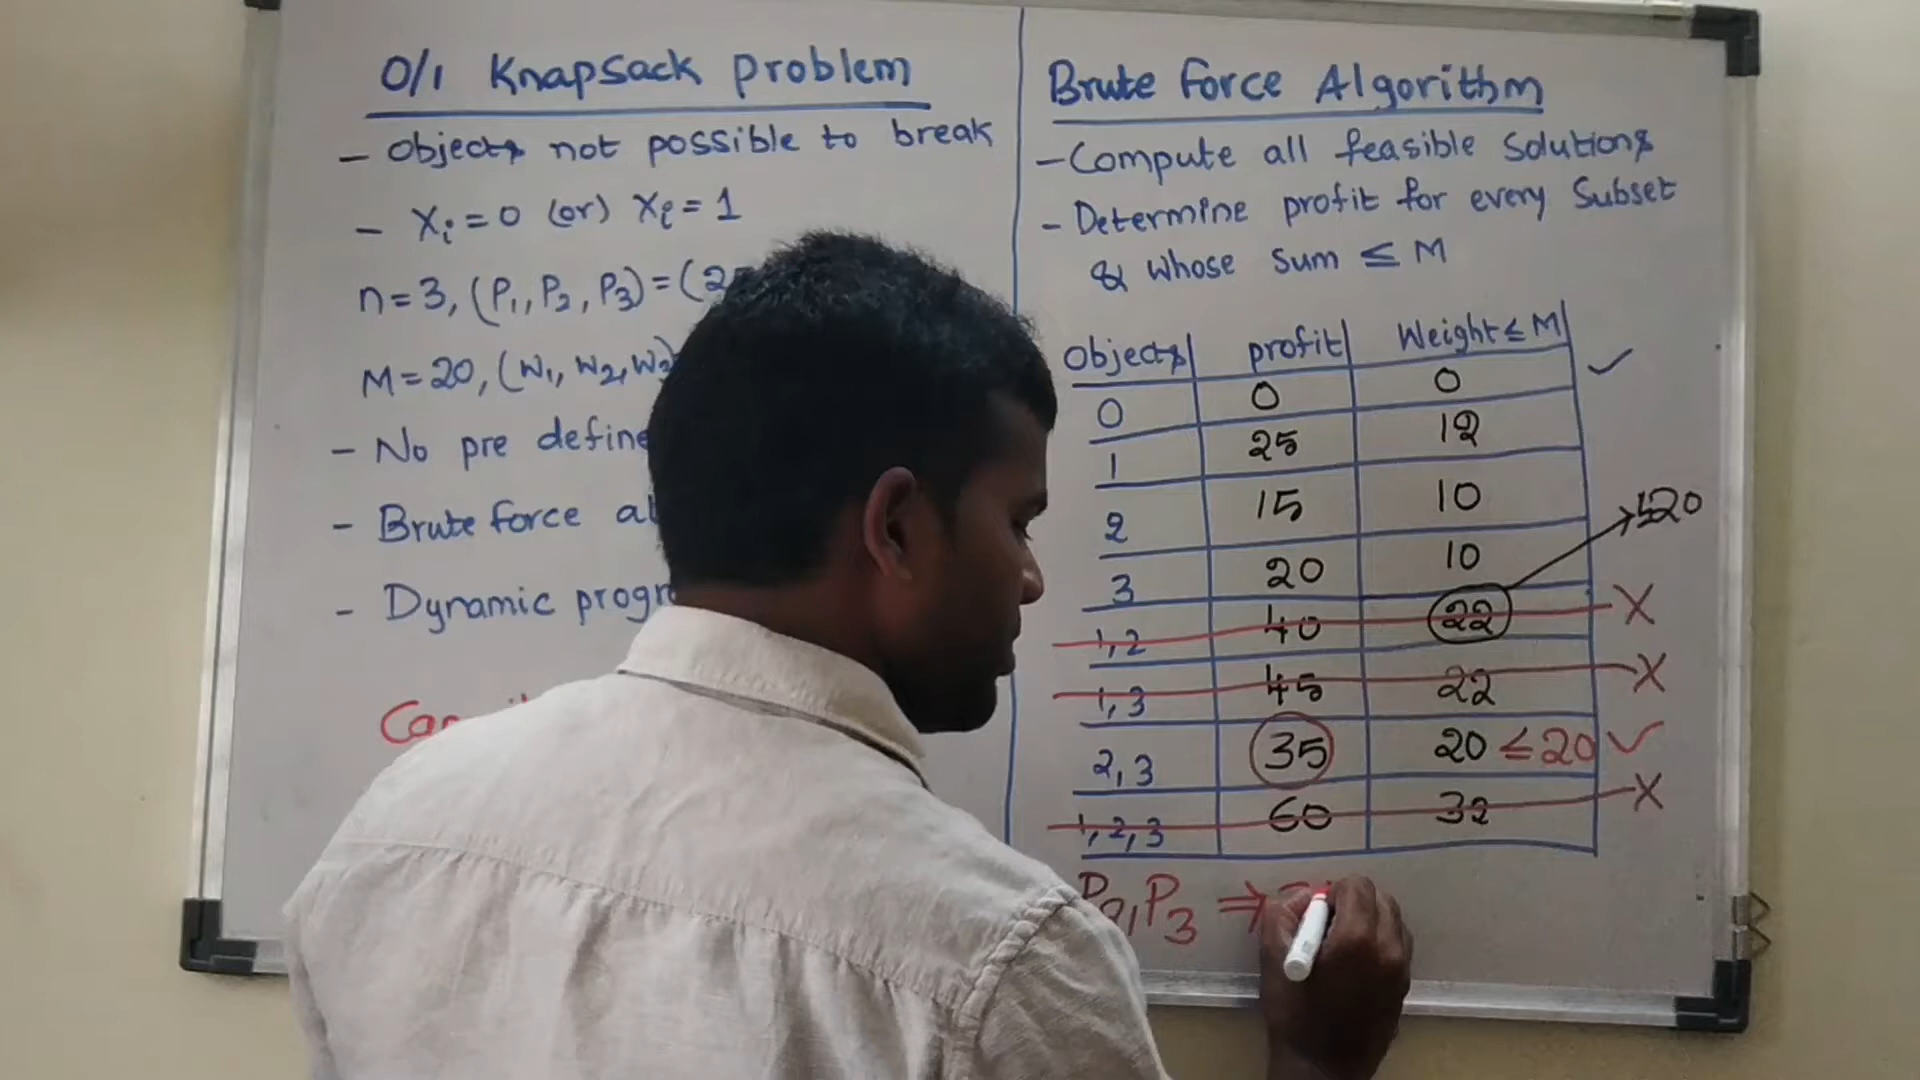 0/1 Knapsack problem
- Objects not possible to break
- Xi = 0 (or) Xi = 1
n = 3, (P1, P2, P3) = (2
M = 20, (W1, W2, W3)
- No pre define
- Brute force al
- Dynamic progr
Brute force Algorithm
- Compute all feasible Solutions
- Determine profit for every Subset
& whose sum ≤ M
Objects profit Weight ≤ M
0 0 0 ✓
1 25 12
2 15 10
3 20 10
1,2 40 22 X
20
1,3 45 22 X
2,3 35 20 ≤ 20 ✓
1,2,3 60 32 X
P2, P3 ⇒